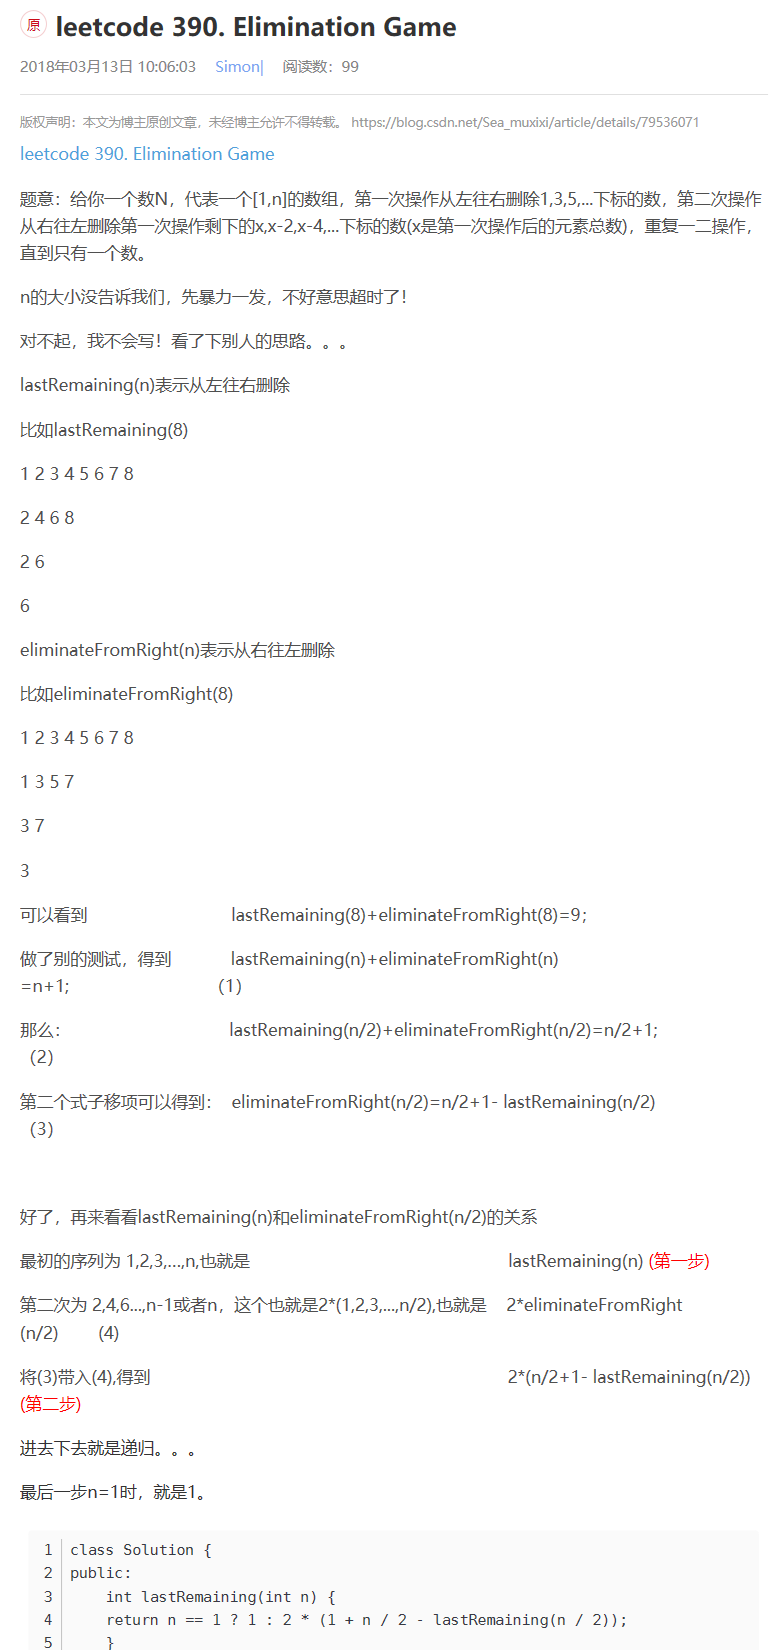 原 leetcode 390. Elimination Game
2018年03月13日 10:06:03 Simon| 阅读数：99
版权声明：本文为博主原创文章，未经博主允许不得转载。 https://blog.csdn.net/Sea_muxixi/article/details/79536071
leetcode 390. Elimination Game
题意：给你一个数N，代表一个[1,n]的数组，第一次操作从左往右删除1,3,5,...下标的数，第二次操作
从右往左删除第一次操作剩下的x,x-2,x-4,...下标的数(x是第一次操作后的元素总数)，重复一二操作，
直到只有一个数。
n的大小没告诉我们，先暴力一发，不好意思超时了！
对不起，我不会写！看了下别人的思路。。。
lastRemaining(n)表示从左往右删除
比如lastRemaining(8)
1 2 3 4 5 6 7 8
2 4 6 8
2 6
6
eliminateFromRight(n)表示从右往左删除
比如eliminateFromRight(8)
1 2 3 4 5 6 7 8
1 3 5 7
3 7
3
可以看到 lastRemaining(8)+eliminateFromRight(8)=9;
做了别的测试，得到 lastRemaining(n)+eliminateFromRight(n)
=n+1; （1）
那么： lastRemaining(n/2)+eliminateFromRight(n/2)=n/2+1;
（2）
第二个式子移项可以得到： eliminateFromRight(n/2)=n/2+1- lastRemaining(n/2)
（3）
好了，再来看看lastRemaining(n)和eliminateFromRight(n/2)的关系
最初的序列为 1,2,3,...,n,也就是 lastRemaining(n) (第一步)
第二次为 2,4,6...,n-1或者n，这个也就是2*(1,2,3,...,n/2),也就是 2*eliminateFromRight
(n/2) (4)
将(3)带入(4),得到 2*(n/2+1- lastRemaining(n/2))
(第二步)
进去下去就是递归。。。
最后一步n=1时，就是1。
1 class Solution {
2 public:
3 int lastRemaining(int n) {
4 return n == 1 ? 1 : 2 * (1 + n / 2 - lastRemaining(n / 2));
5 }